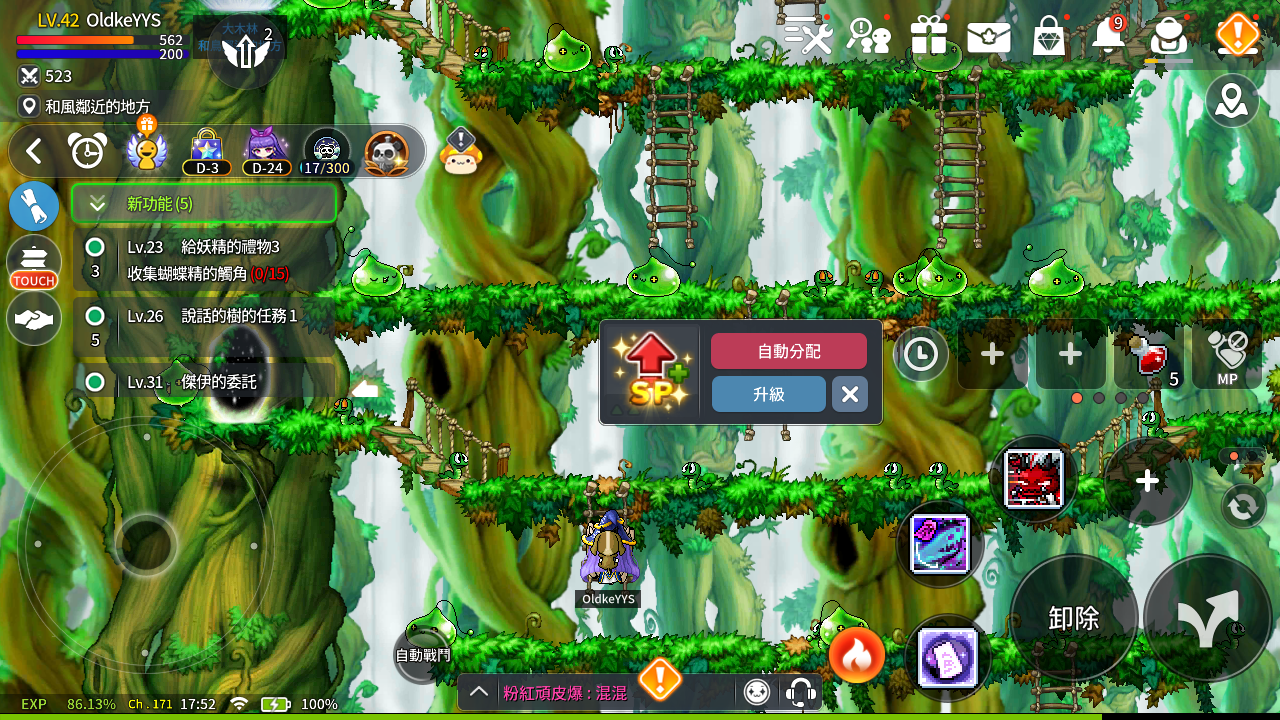 LV.42 OldkeYYS
562
200
523
和風鄰近的地方
大木林
2
9
D-3
D-24
17/300
新功能 (5)
TOUCH
Lv.23 給妖精的禮物3
3
收集蝴蝶精的觸角 (0/15)
Lv.26 說話的樹的任務 1
5
Lv.31 傑伊的委託
SP
自動分配
升級
5
MP
OldkeYYS
卸除
自動戰鬥
粉紅頑皮爆 : 混混
EXP 86.13% Ch.171 17:52 100%